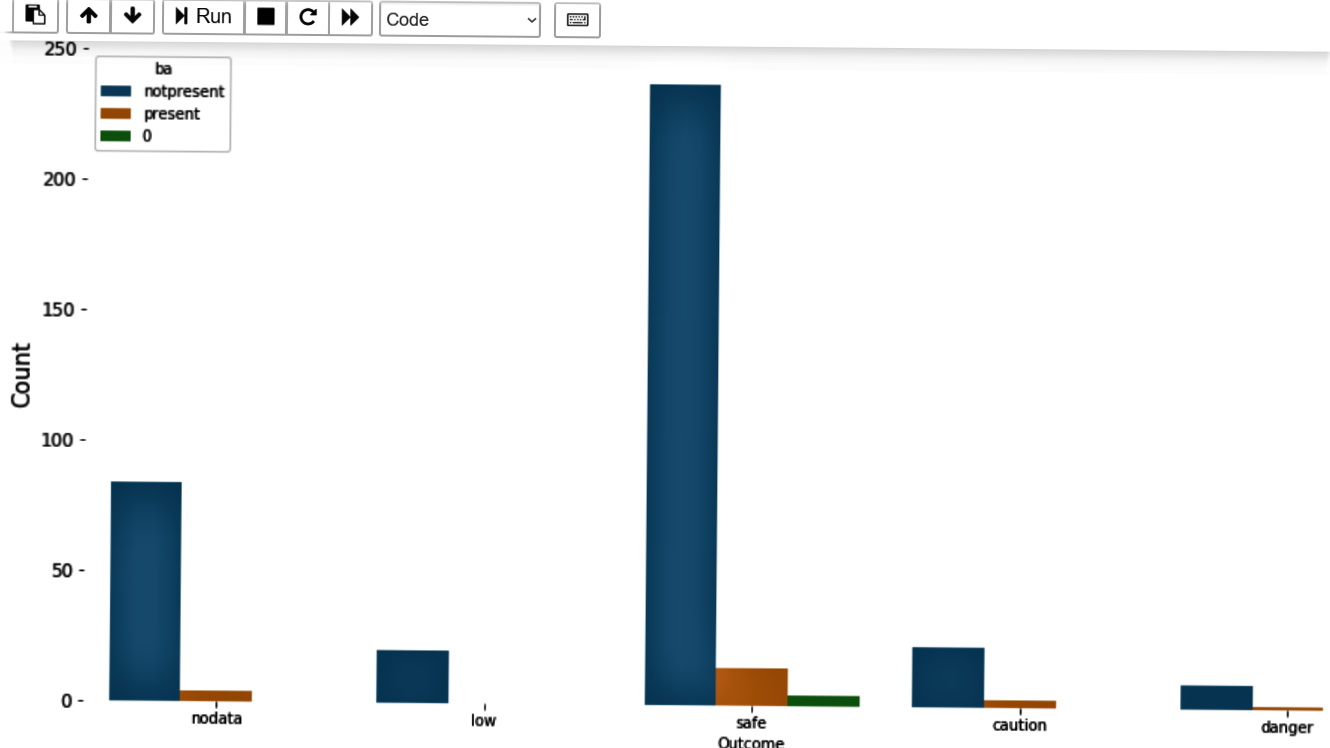 Run
Code
250
ba
notpresent
present
0
200
150
100
50
0
Count
nodata
low
safe
caution
danger
Outcome